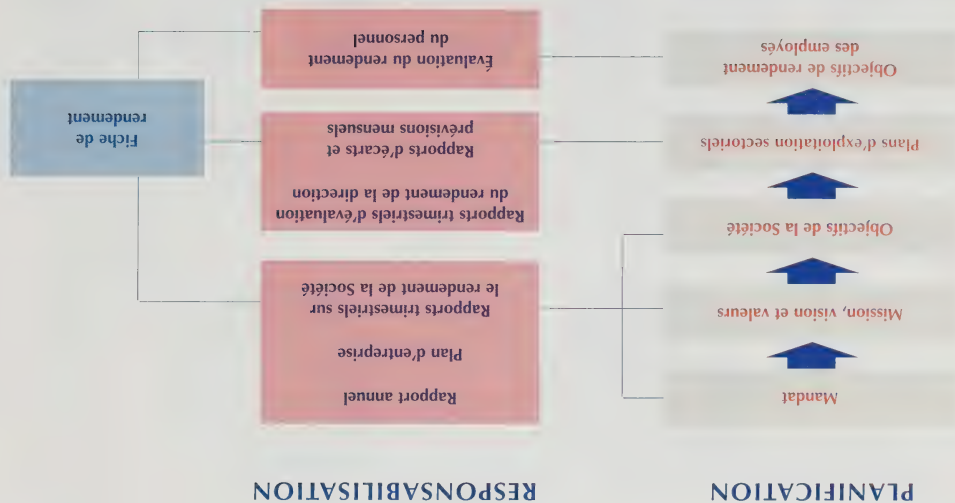 PLANIFICATION
Mandat
Mission, vision et valeurs
Objectifs de la Société
Plans d'exploitation sectoriels
Objectifs de rendement
des employés
RESPONSABILISATION
Rapport annuel
Plan d'entreprise
Rapports trimestriels sur
le rendement de la Société
Rapports trimestriels d'évaluation
du rendement de la direction
Rapports d'écarts et
prévisions mensuels
Évaluation du rendement
du personnel
Fiche de
rendement